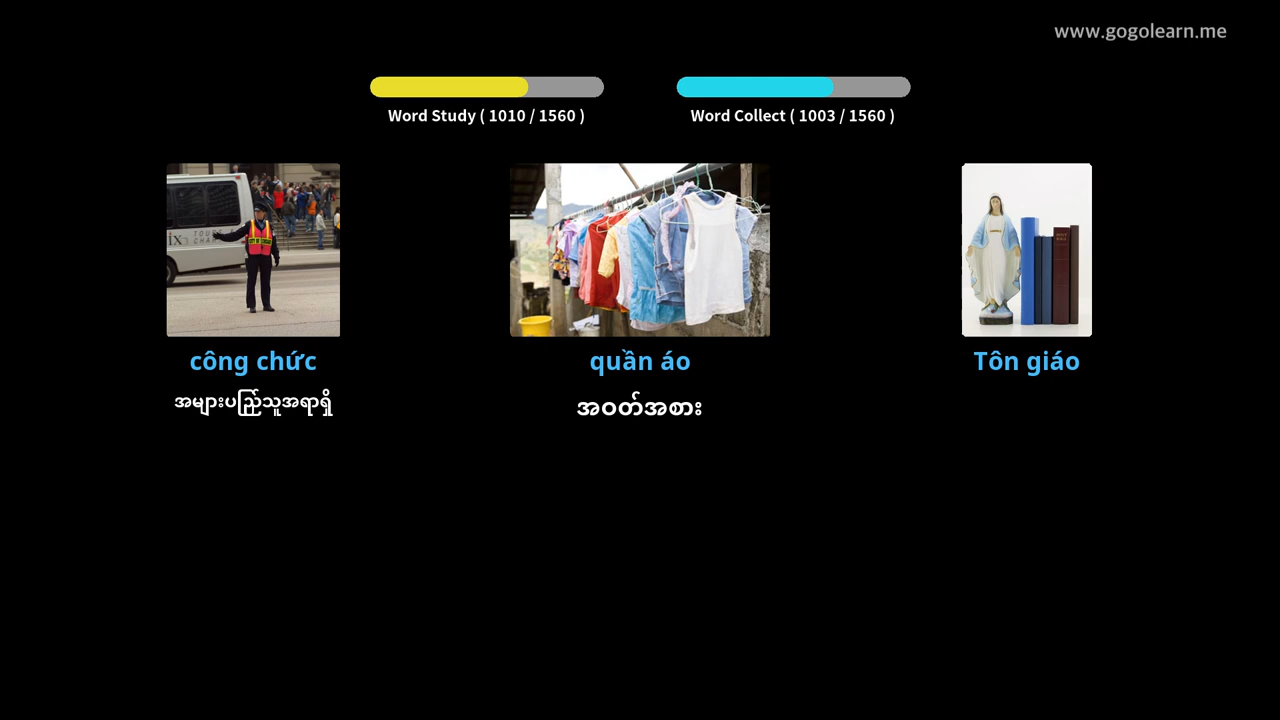 www.gogolearn.me
Word Study ( 1010 / 1560 )
Word Collect ( 1003 / 1560 )
công chức
quần áo
Tôn giáo
အများပြည်သူအရာရှိ
အဝတ်အစား